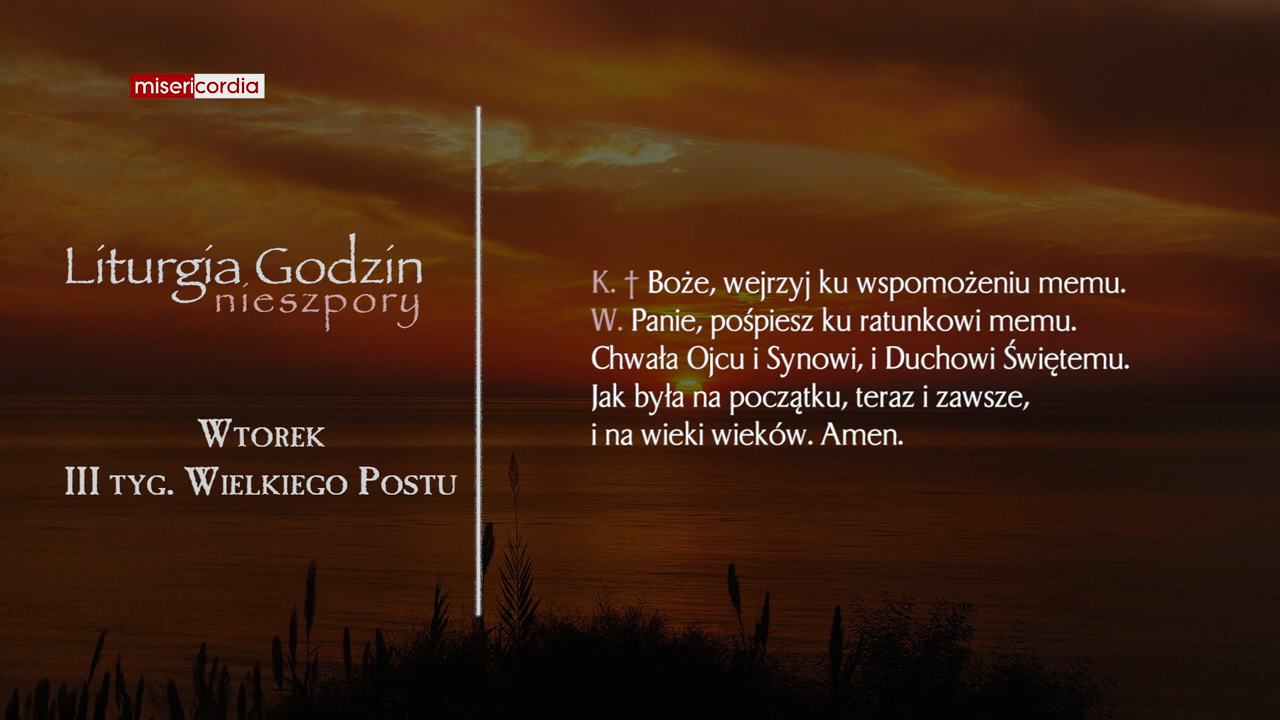 misericordia
Liturgia Godzin
nieszpory
Wtorek
III tyg. Wielkiego Postu
K. † Boże, wejrzyj ku wspomożeniu memu.
W. Panie, pośpiesz ku ratunkowi memu.
Chwała Ojcu i Synowi, i Duchowi Świętemu.
Jak była na początku, teraz i zawsze,
i na wieki wieków. Amen.